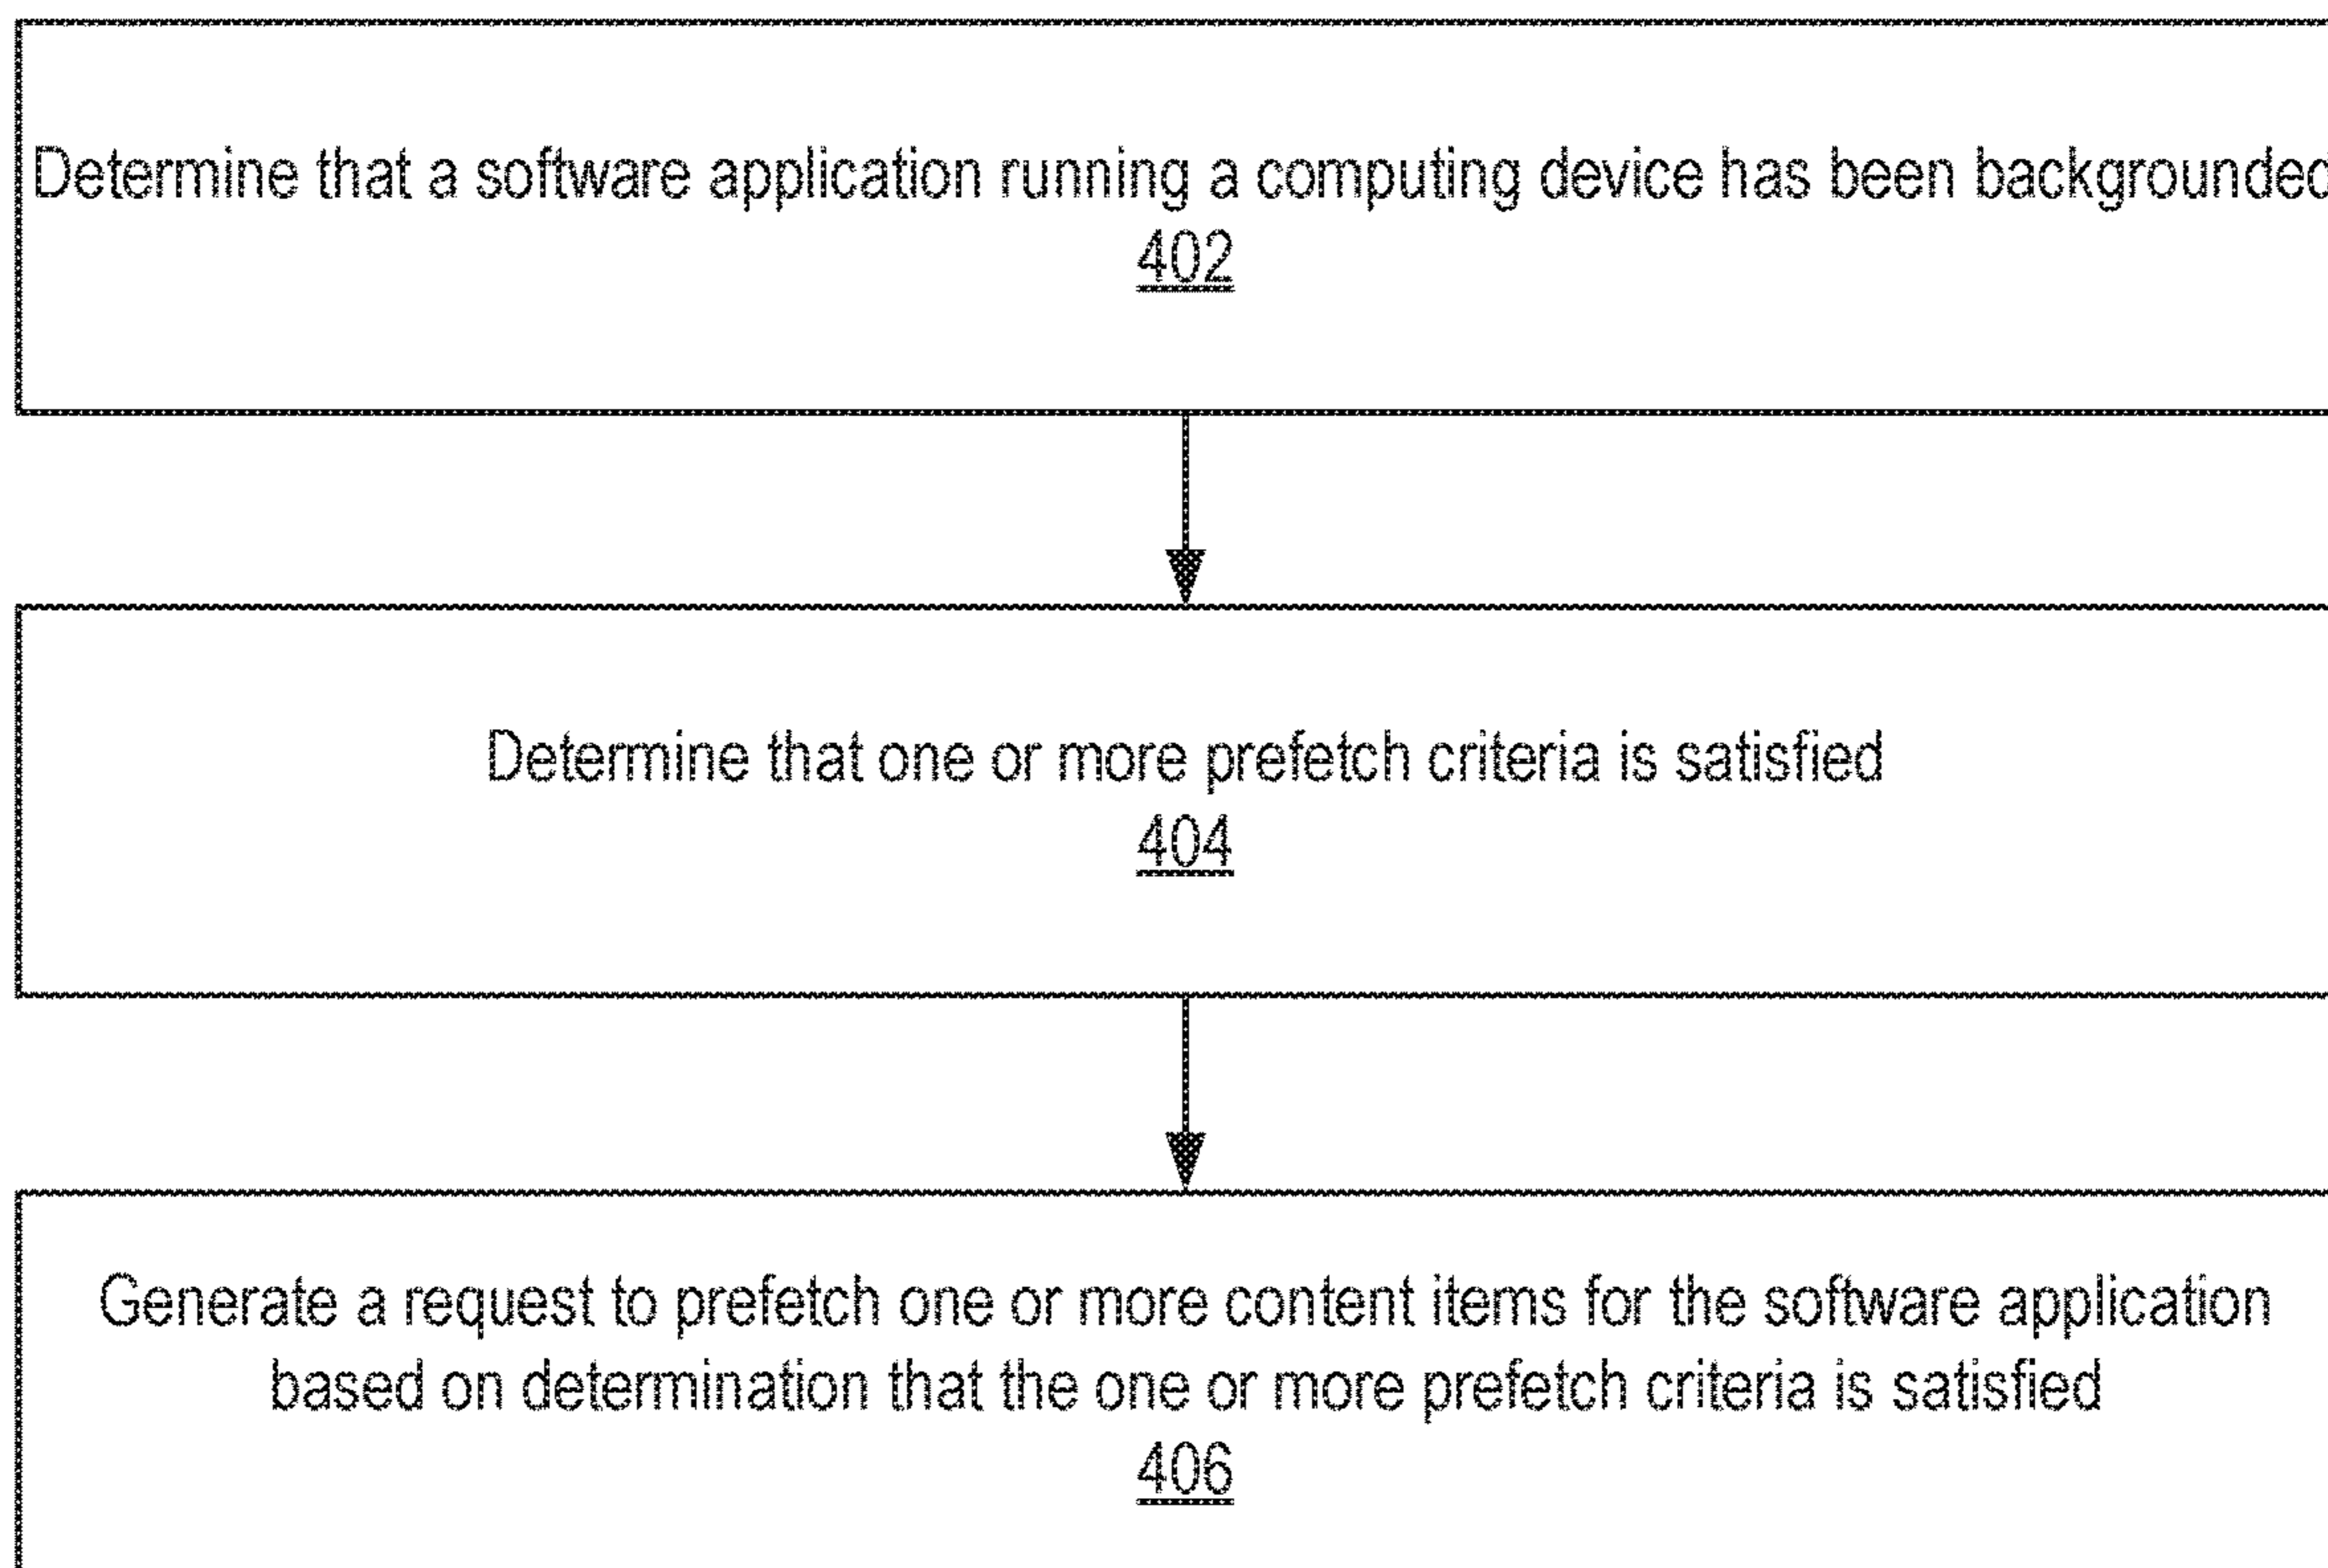 Determine that a software application running a computing device has been backgrounded
402
Determine that one or more prefetch criteria is satisfied
404
Generate a request to prefetch one or more content items for the software application
based on determination that the one or more prefetch criteria is satisfied
406